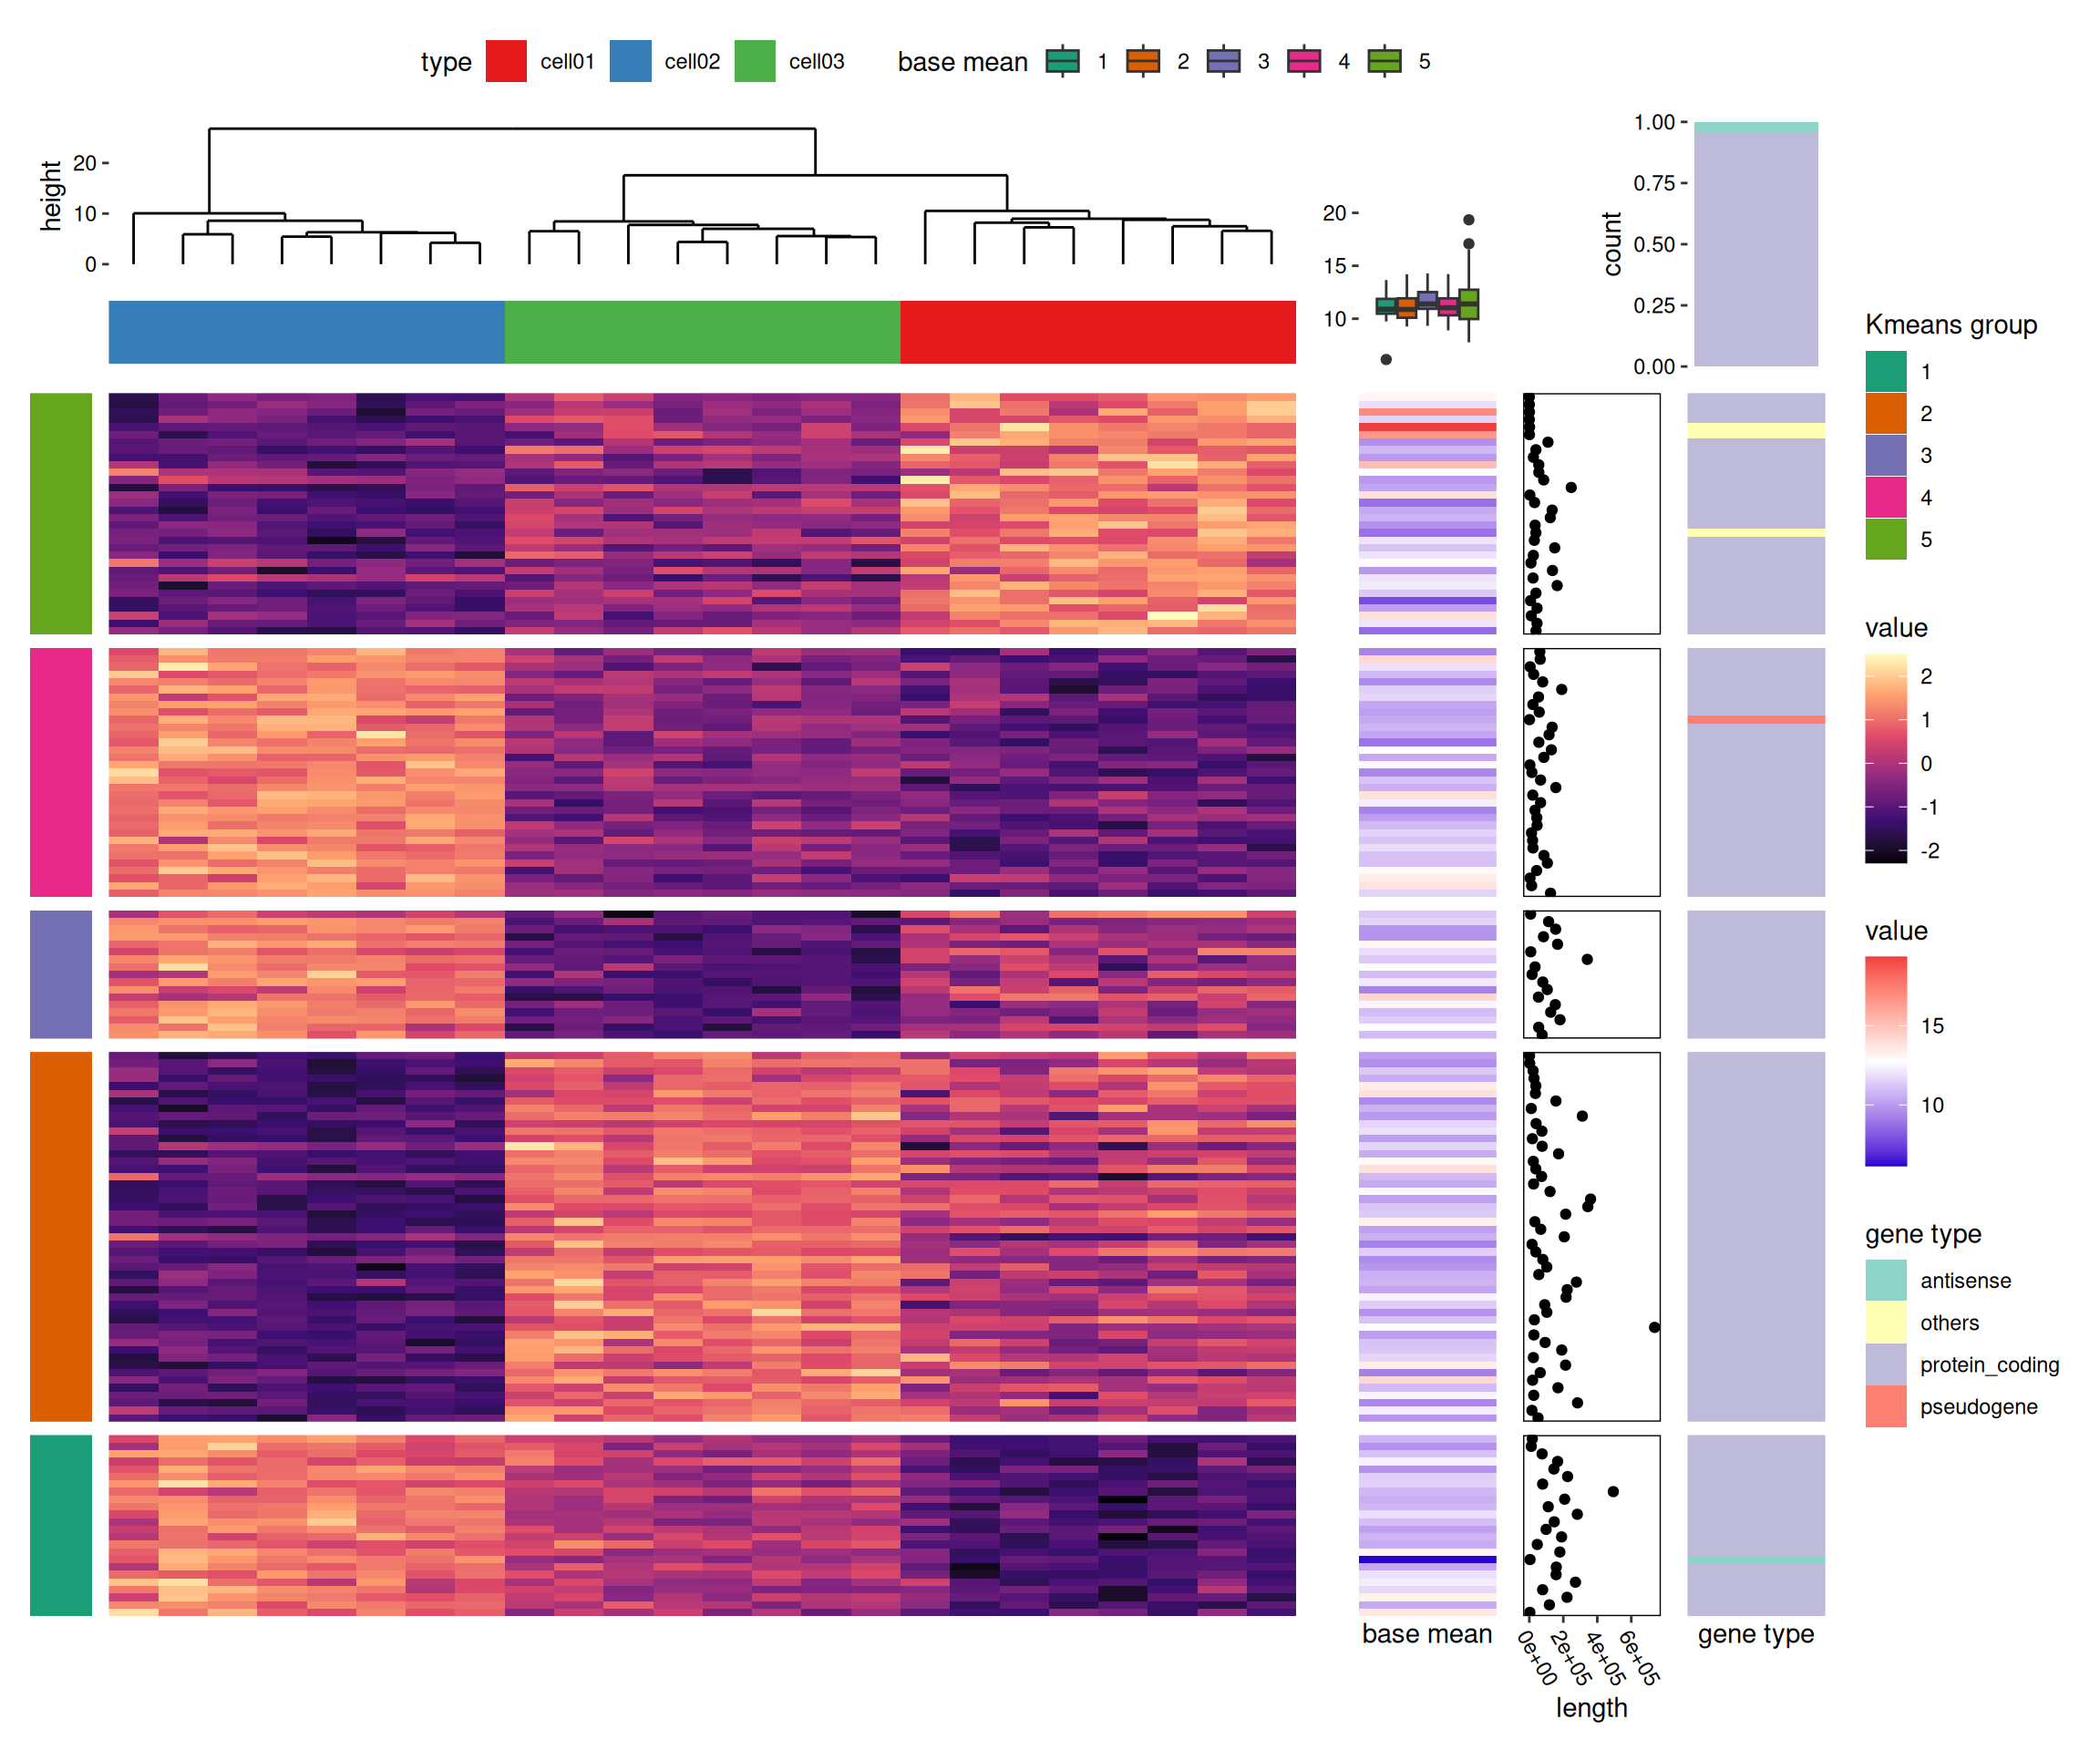 type cell01 cell02 cell03 base mean 1 2 3 4 5
height
20
10
0
20
15
10
count
1.00
0.75
0.50
0.25
0.00
Kmeans group
1
2
3
4
5
value
2
1
0
-1
-2
value
15
10
gene type
antisense
others
protein_coding
pseudogene
base mean
0e+00
2e+05
4e+05
6e+05
length
gene type